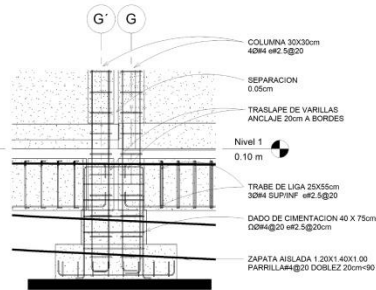 G´ G
COLUMNA 30X30cm
4Ø#4 e#2.5@20
SEPARACION
0.05cm
TRASLAPE DE VARILLAS
ANCLAJE 20cm A BORDES
Nivel 1
0.10 m
TRABE DE LIGA 25X55cm
3Ø#4 SUP/INF e#2.5@20
DADO DE CIMENTACION 40 X 75cm
ΩØ#4@20 e#2.5@20cm
ZAPATA AISLADA 1.20X1.40X1.00
PARRILLA#4@20 DOBLEZ 20cm<90